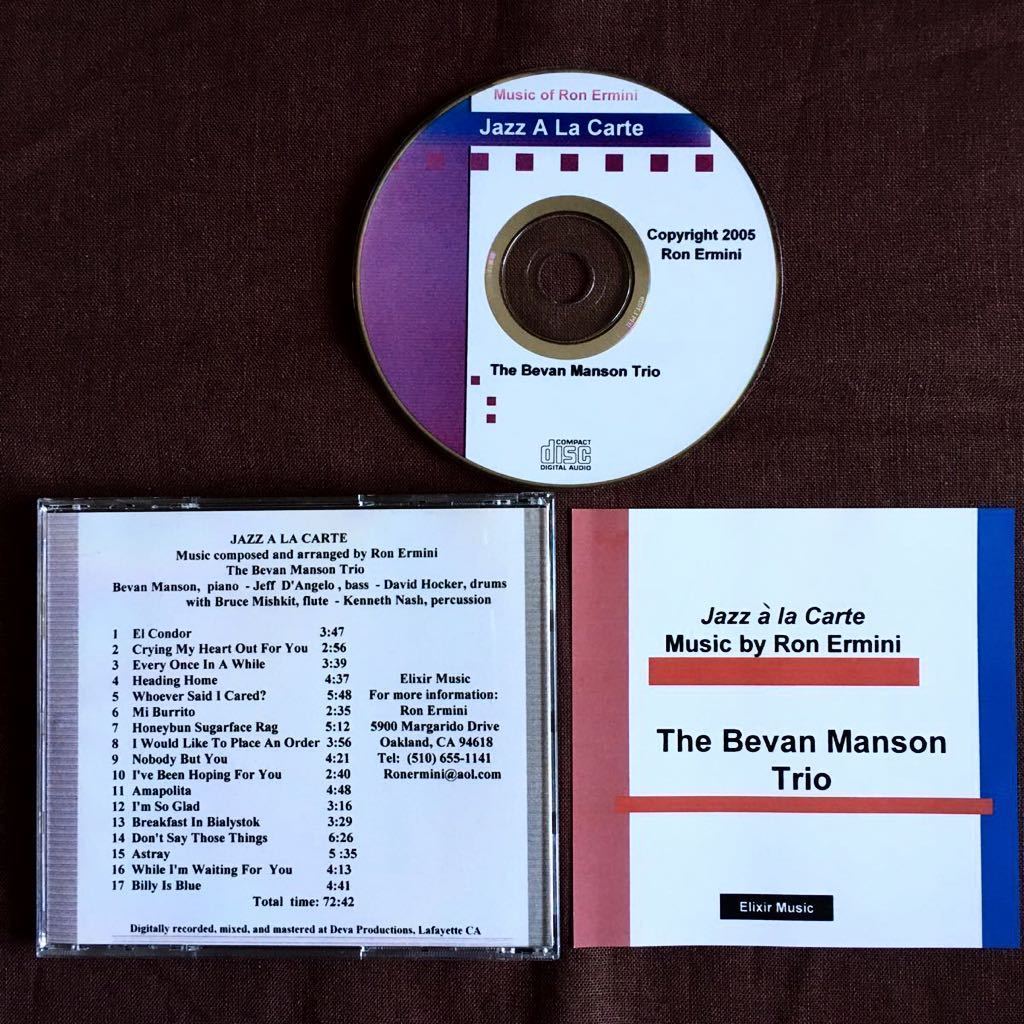 Music of Ron Ermini
Jazz A La Carte
Copyright 2005
Ron Ermini
The Bevan Manson Trio
COMPACT
disc
DIGITAL AUDIO
JAZZ A LA CARTE
Music composed and arranged by Ron Ermini
The Bevan Manson Trio
Bevan Manson, piano - Jeff D'Angelo , bass - David Hocker, drums
with Bruce Mishkit, flute - Kenneth Nash, percussion
1 El Condor 3:47
2 Crying My Heart Out For You 2:56
3 Every Once In A While 3:39
4 Heading Home 4:37
5 Whoever Said I Cared? 5:48
6 Mi Burrito 2:35
7 Honeybun Sugarface Rag 5:12
8 I Would Like To Place An Order 3:56
9 Nobody But You 4:21
10 I've Been Hoping For You 2:40
11 Amapolita 4:48
12 I'm So Glad 3:16
13 Breakfast In Bialystok 3:29
14 Don't Say Those Things 6:26
15 Astray 5 :35
16 While I'm Waiting For You 4:13
17 Billy Is Blue 4:41
Total time: 72:42
Elixir Music
For more information:
Ron Ermini
5900 Margarido Drive
Oakland, CA 94618
Tel: (510) 655-1141
Ronermini@aol.com
Digitally recorded, mixed, and mastered at Deva Productions, Lafayette CA
Jazz à la Carte
Music by Ron Ermini
The Bevan Manson
Trio
Elixir Music